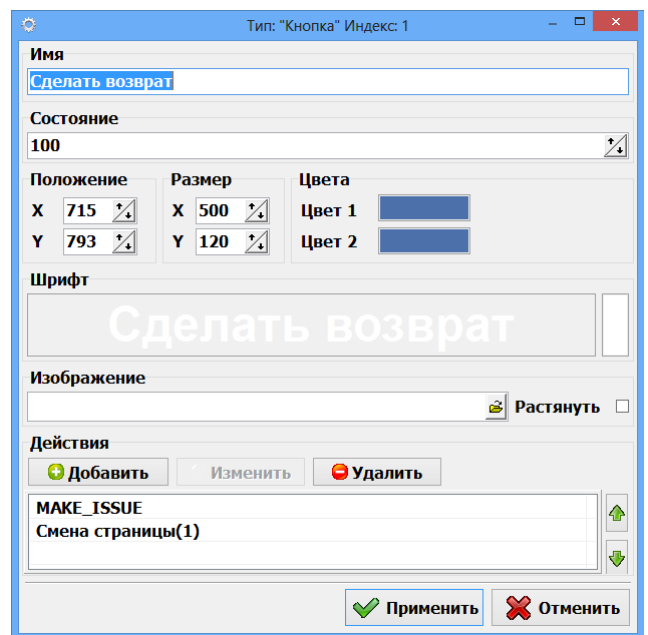 Тип: "Кнопка" Индекс: 1
Имя
Сделать возврат
Состояние
100
Положение Размер Цвета
X 715 X 500 Цвет 1
Y 793 Y 120 Цвет 2
Шрифт
Сделать возврат
Изображение
Растянуть
Действия
Добавить Изменить Удалить
MAKE_ISSUE
Смена страницы(1)
Применить Отменить